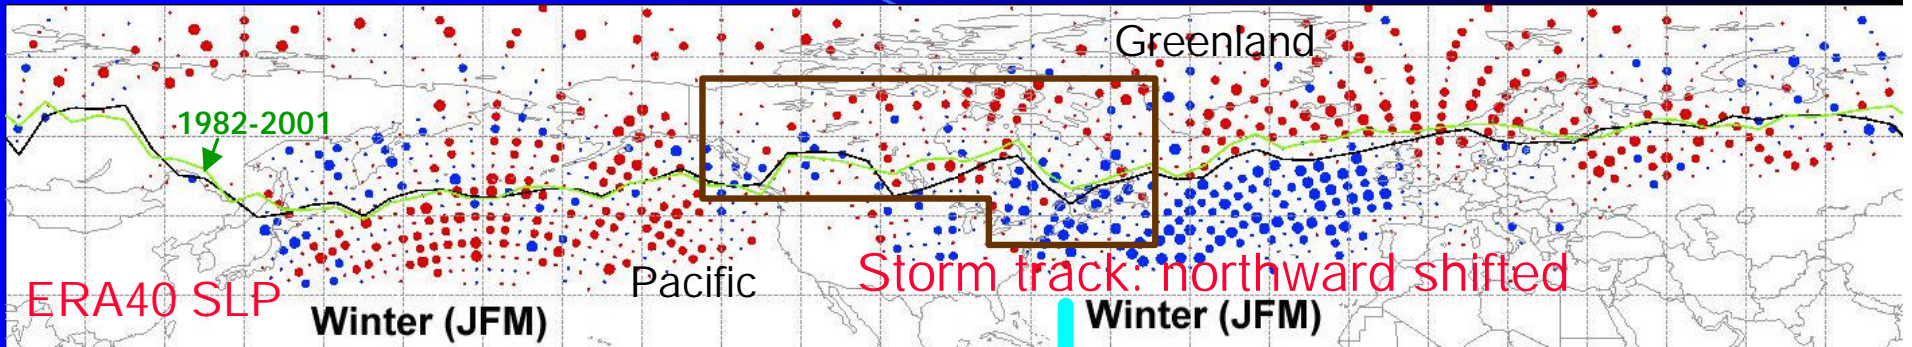 Greenland
1982-2001
Pacific
Storm track: northward shifted
ERA40 SLP
Winter (JFM)
Winter (JFM)